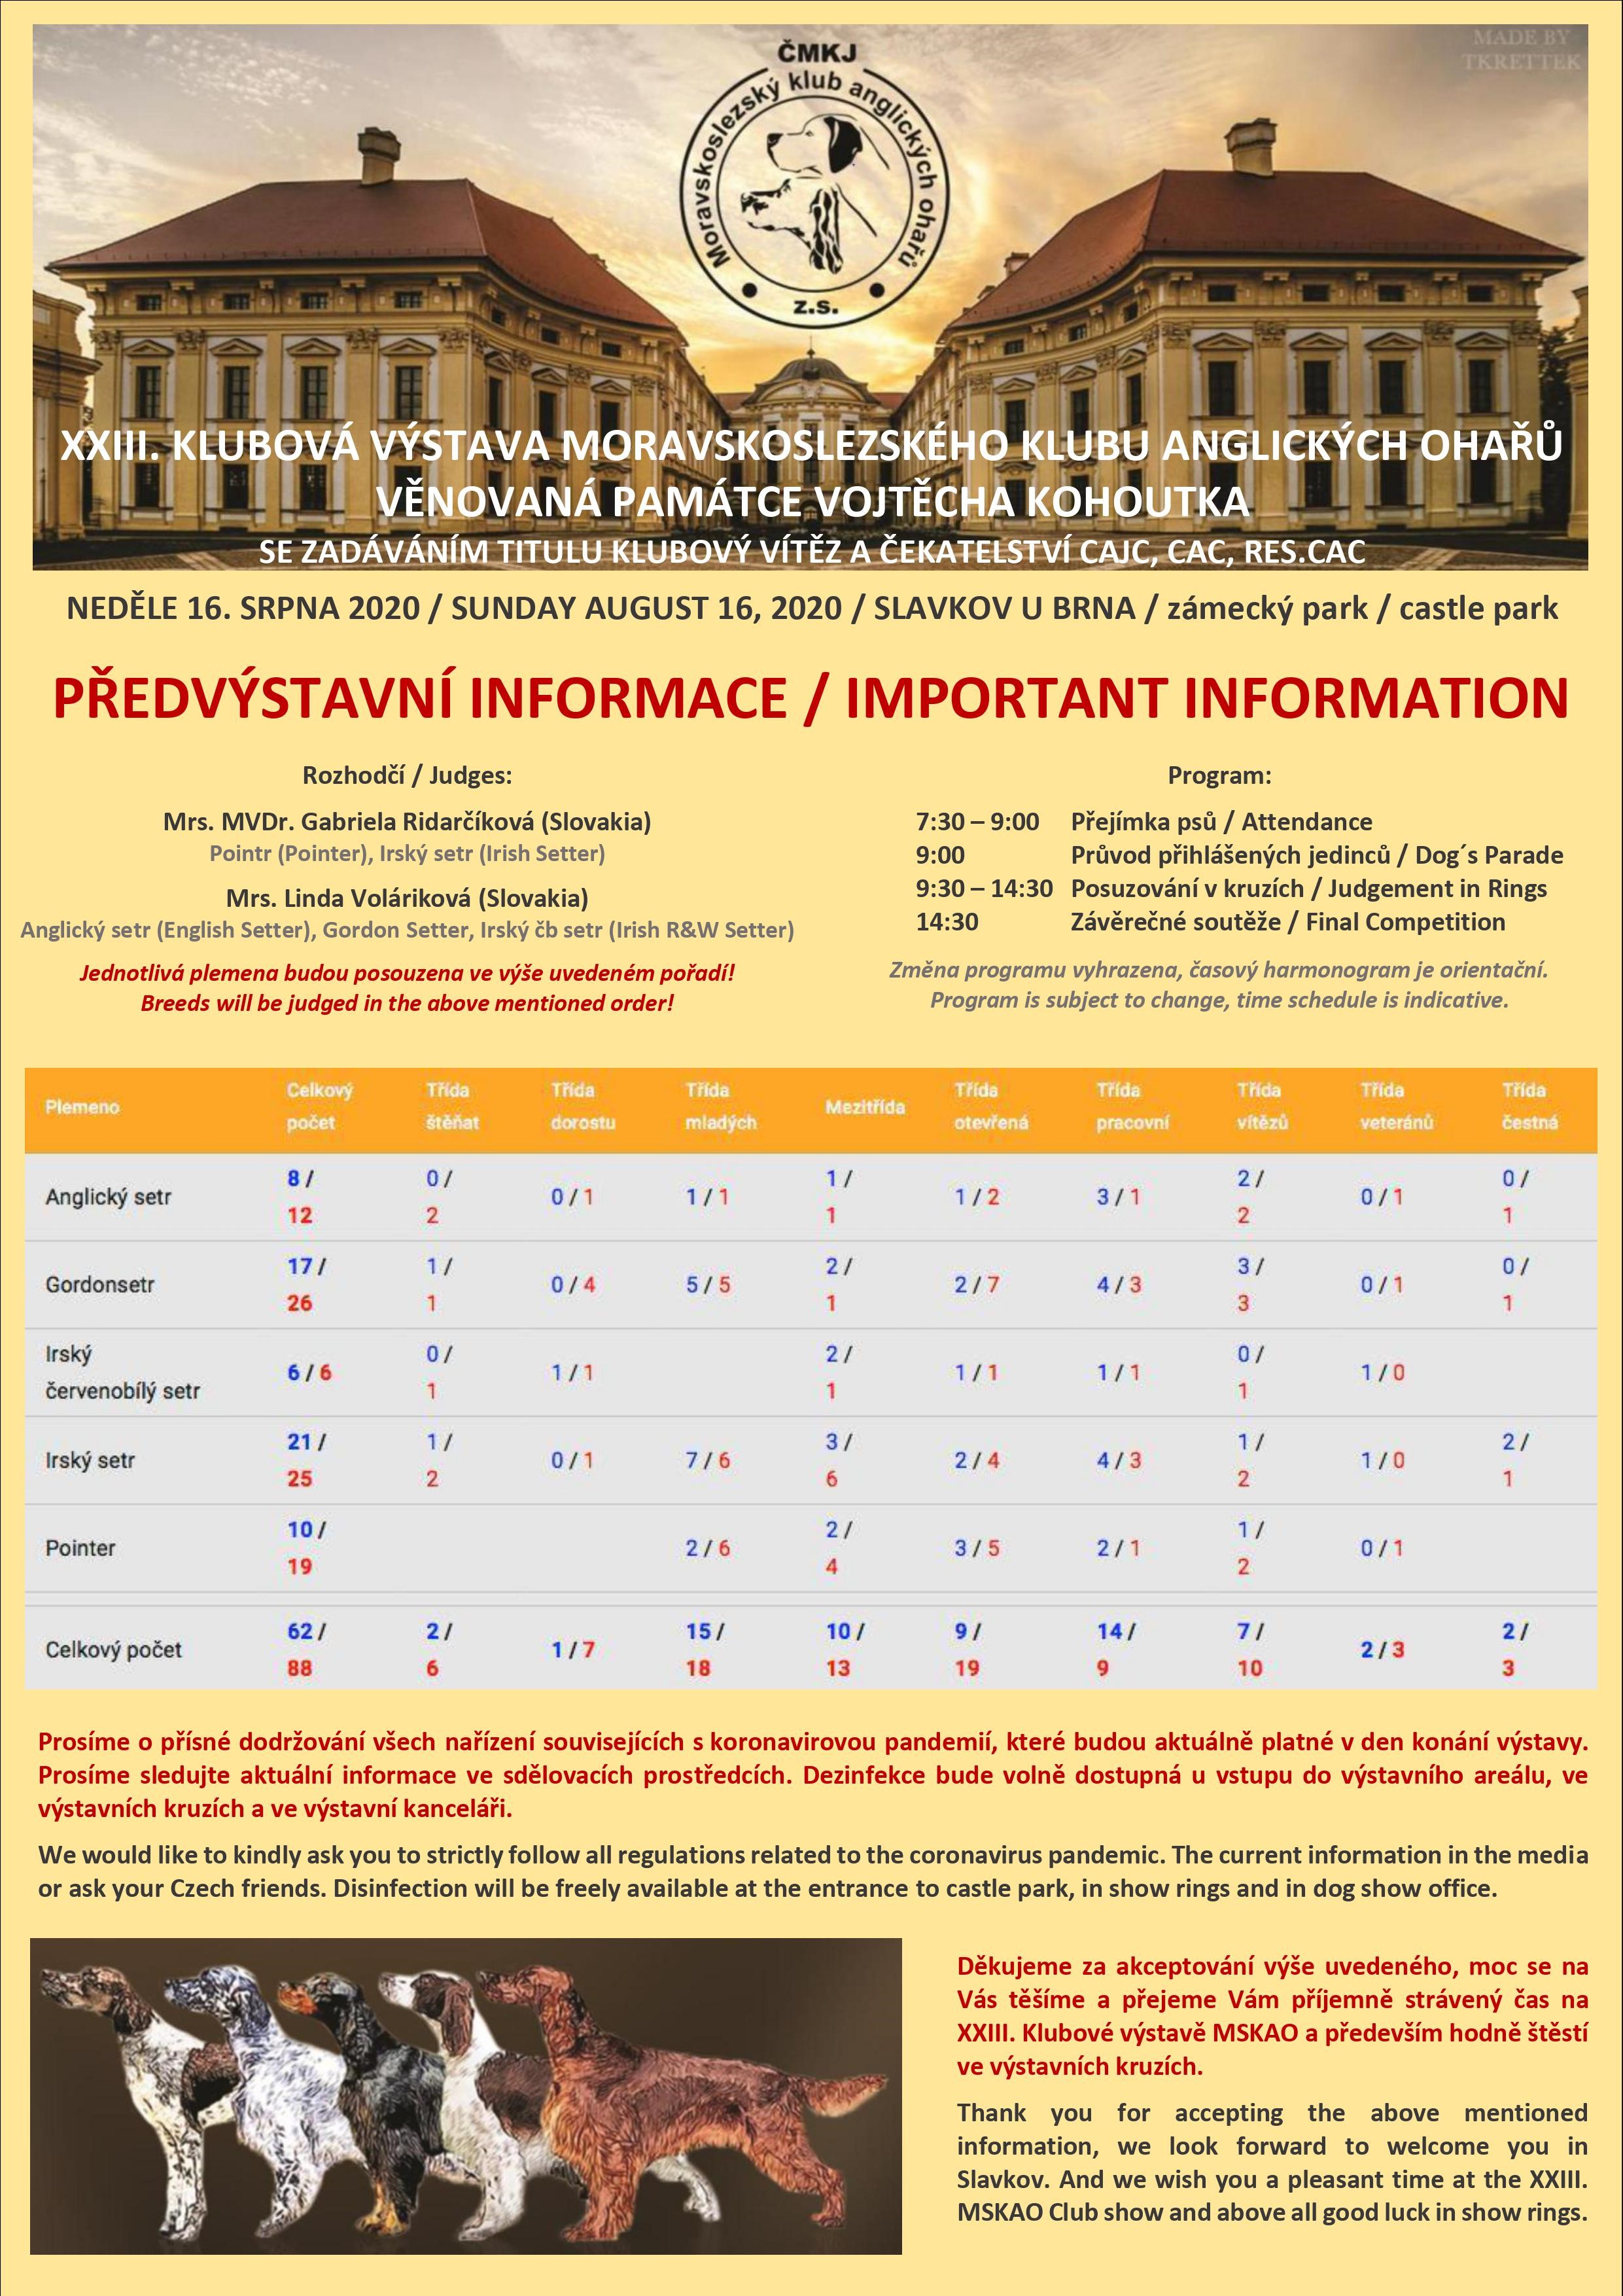 MADE BY
TKRETTEK
ČMKJ
Moravskoslezský klub anglických ohařů
z.s.
XXIII. KLUBOVÁ VÝSTAVA MORAVSKOSLEZSKÉHO KLUBU ANGLICKÝCH OHAŘŮ
VĚNOVANÁ PAMÁTCE VOJTĚCHA KOHOUTKA
SE ZADÁVÁNÍM TITULU KLUBOVÝ VÍTĚZ A ČEKATELSTVÍ CAJC, CAC, RES.CAC
NEDĚLE 16. SRPNA 2020 / SUNDAY AUGUST 16, 2020 / SLAVKOV U BRNA / zámecký park / castle park
PŘEDVÝSTAVNÍ INFORMACE / IMPORTANT INFORMATION
Rozhodčí / Judges:
Mrs. MVDr. Gabriela Ridarčíková (Slovakia)
Pointr (Pointer), Irský setr (Irish Setter)
Mrs. Linda Voláriková (Slovakia)
Anglický setr (English Setter), Gordon Setter, Irský čb setr (Irish R&W Setter)
Jednotlivá plemena budou posouzena ve výše uvedeném pořadí!
Breeds will be judged in the above mentioned order!
Program:
7:30 – 9:00 Přejímka psů / Attendance
9:00 Průvod přihlášených jedinců / Dog´s Parade
9:30 – 14:30 Posuzování v kruzích / Judgement in Rings
14:30 Závěrečné soutěže / Final Competition
Změna programu vyhrazena, časový harmonogram je orientační.
Program is subject to change, time schedule is indicative.
Plemeno Celkový počet Třída štěňat Třída dorostu Třída mladých Mezitřída Třída otevřená Třída pracovní Třída vítězů Třída veteránů Třída čestná
Anglický setr 8 / 12 0 / 2 0 / 1 1 / 1 1 / 1 1 / 2 3 / 1 2 / 2 0 / 1 0 / 1
Gordonsetr 17 / 26 1 / 1 0 / 4 5 / 5 2 / 1 2 / 7 4 / 3 3 / 3 0 / 1 0 / 1
Irský červenobílý setr 6 / 6 0 / 1 1 / 1 2 / 1 1 / 1 1 / 1 0 / 1 1 / 0
Irský setr 21 / 25 1 / 2 0 / 1 7 / 6 3 / 6 2 / 4 4 / 3 1 / 2 1 / 0 2 / 1
Pointer 10 / 19 2 / 6 2 / 4 3 / 5 2 / 1 1 / 2 0 / 1
Celkový počet 62 / 88 2 / 6 1 / 7 15 / 18 10 / 13 9 / 19 14 / 9 7 / 10 2 / 3 2 / 3
Prosíme o přísné dodržování všech nařízení souvisejících s koronavirovou pandemií, které budou aktuálně platné v den konání výstavy.
Prosíme sledujte aktuální informace ve sdělovacích prostředcích. Dezinfekce bude volně dostupná u vstupu do výstavního areálu, ve
výstavních kruzích a ve výstavní kanceláři.
We would like to kindly ask you to strictly follow all regulations related to the coronavirus pandemic. The current information in the media
or ask your Czech friends. Disinfection will be freely available at the entrance to castle park, in show rings and in dog show office.
Děkujeme za akceptování výše uvedeného, moc se na
Vás těšíme a přejeme Vám příjemně strávený čas na
XXIII. Klubové výstavě MSKAO a především hodně štěstí
ve výstavních kruzích.
Thank you for accepting the above mentioned
information, we look forward to welcome you in
Slavkov. And we wish you a pleasant time at the XXIII.
MSKAO Club show and above all good luck in show rings.